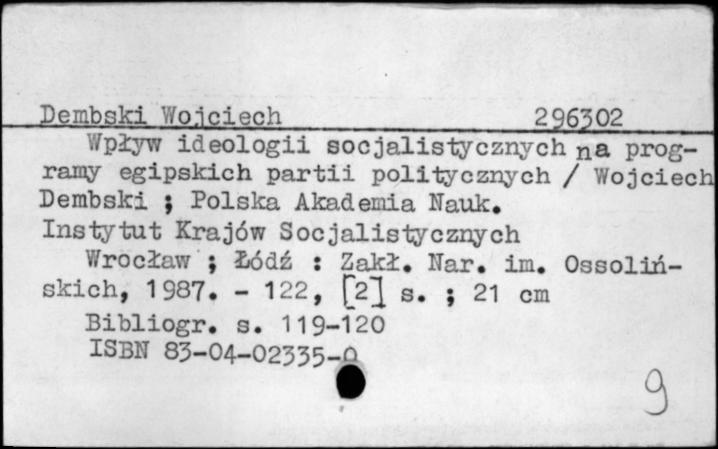 Dembski Wojciech 296302
Wpływ ideologii socjalistycznych na prog-
ramy egipskich partii politycznych / Wojciech
Dembski ; Polska Akademia Nauk.
Instytut Krajów Socjalistycznych
Wrocław ; Łódź : Zakł. Nar. im. Ossoliń-
skich, 1987. - 122, [2] s. ; 21 cm
Bibliogr. s. 119-120
ISBN 83-04-02335-0
9